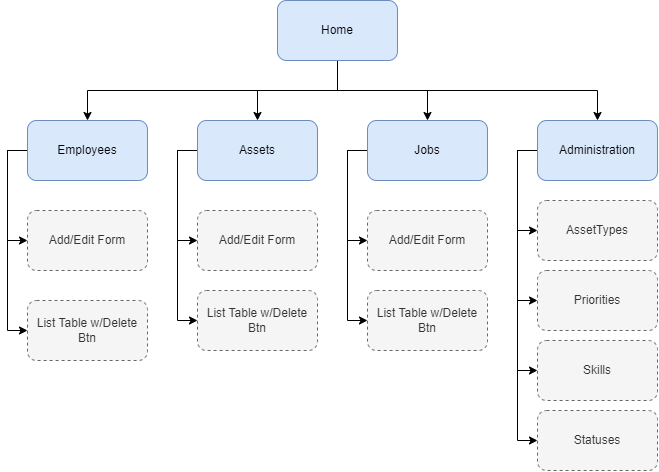 Home
Employees
Assets
Jobs
Administration
Add/Edit Form
List Table w/Delete
Btn
Add/Edit Form
List Table w/Delete
Btn
Add/Edit Form
List Table w/Delete
Btn
AssetTypes
Priorities
Skills
Statuses